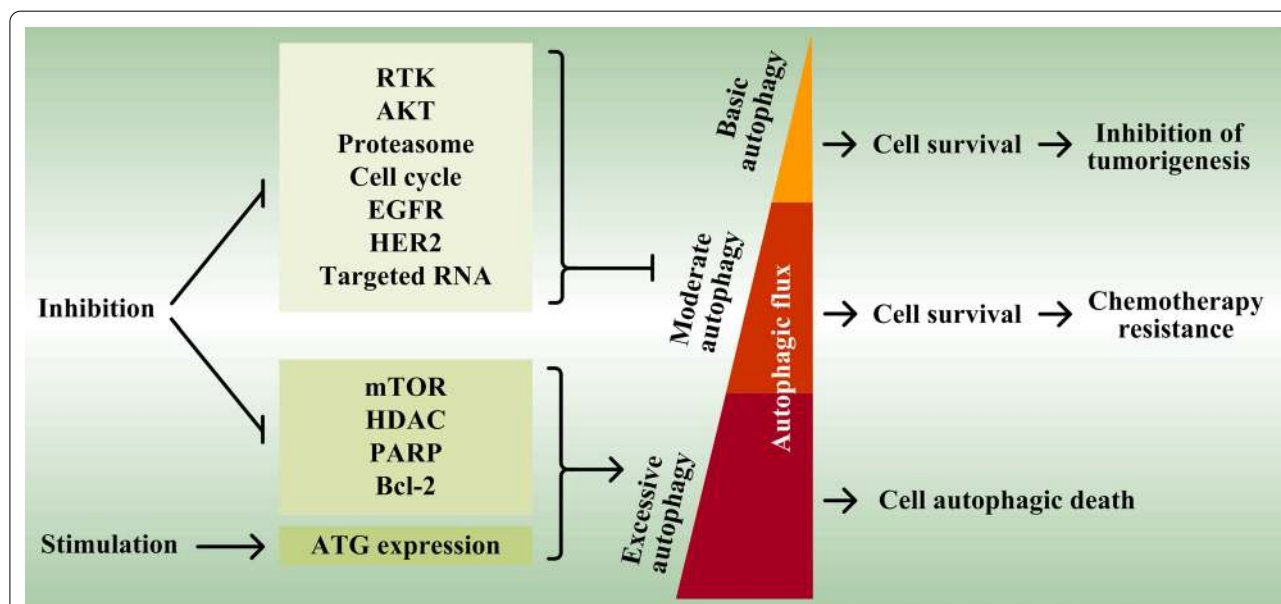 RTK
AKT
Proteasome
Cell cycle
EGFR
HER2
Targeted RNA
Inhibition
mTOR
HDAC
PARP
Bcl-2
Stimulation
ATG expression
Basic
autophagy
Moderate
autophagy
Excessive
autophagy
Autophagic flux
Cell survival
Inhibition of
tumorigenesis
Cell survival
Chemotherapy
resistance
Cell autophagic death